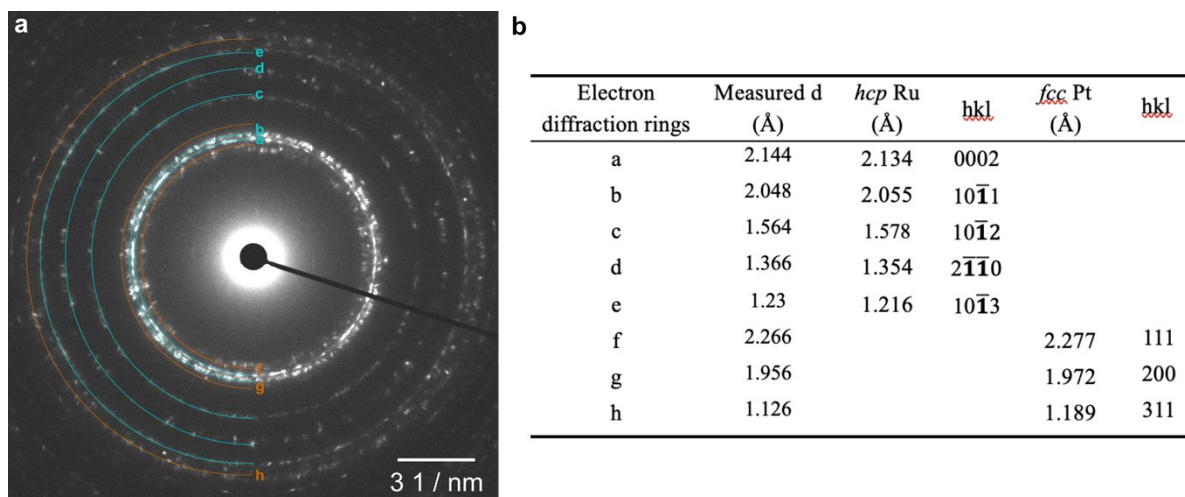 a
e
d
c
b
a
f
g
h
3 1 / nm
b
Electron diffraction rings Measured d (Å) hcp Ru (Å) hkl fcc Pt (Å) hkl
a 2.144 2.134 0002
b 2.048 2.055 101̅1
c 1.564 1.578 101̅2
d 1.366 1.354 21̅1̅0
e 1.23 1.216 101̅3
f 2.266 2.277 111
g 1.956 1.972 200
h 1.126 1.189 311